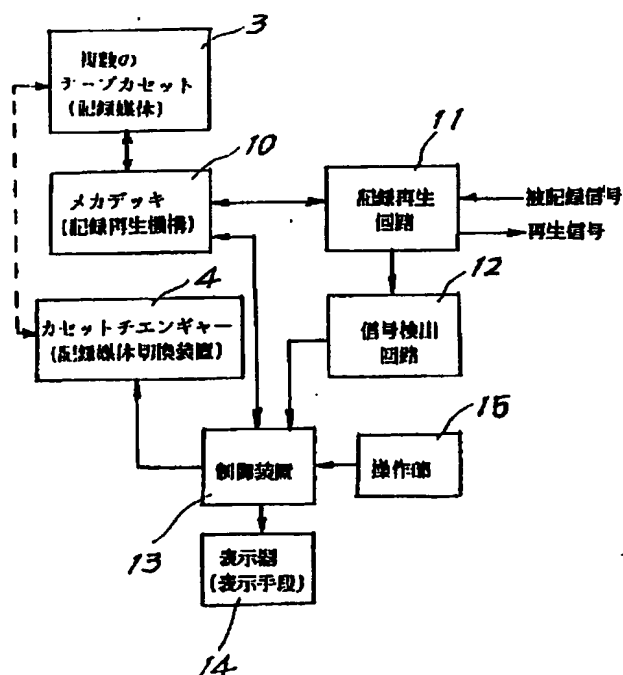 3
複数の
テープカセット
(記録媒体)
10
メカデッキ
(記録再生機構)
11
記録再生
回路
被記録信号
再生信号
12
信号検出
回路
4
カセットチエンギャー
(記録媒体切換装置)
15
操作部
制御装置
13
表示器
(表示手段)
14